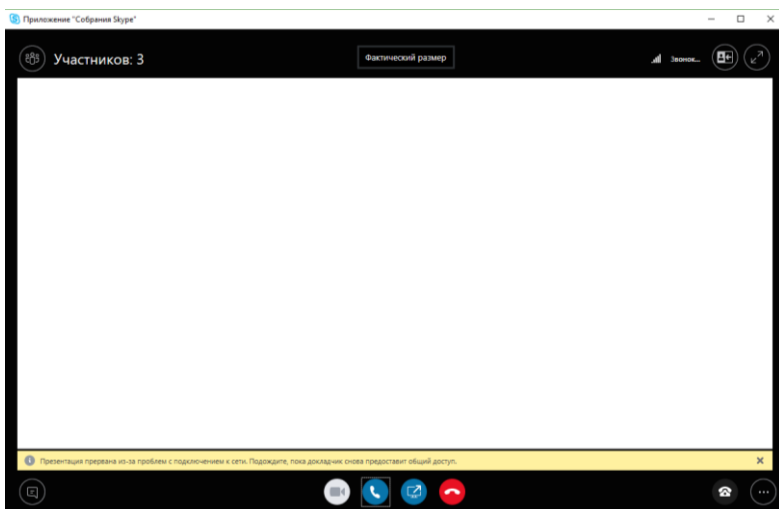 Приложение "Собрания Skype"
Участников: 3
Фактический размер
Звонок...
Презентация прервана из-за проблем с подключением к сети. Подождите, пока докладчик снова предоставит общий доступ.